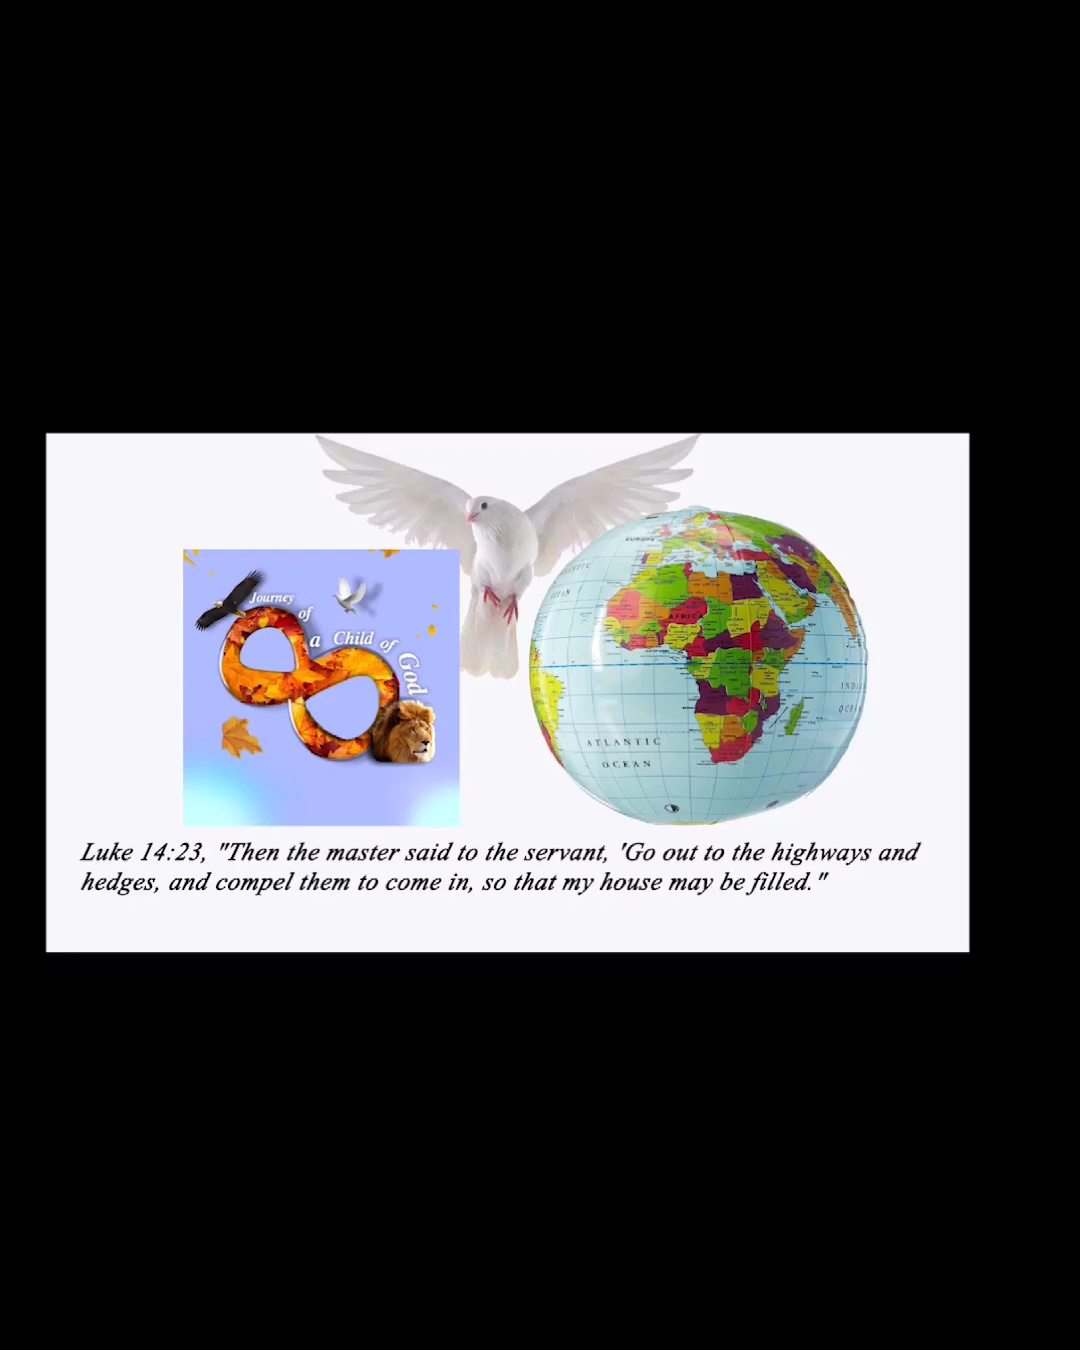 Journey
of
a Child of
God
EUROPE
AFRICA
ATLANTIC
OCEAN
Luke 14:23, "Then the master said to the servant, 'Go out to the highways and
hedges, and compel them to come in, so that my house may be filled."